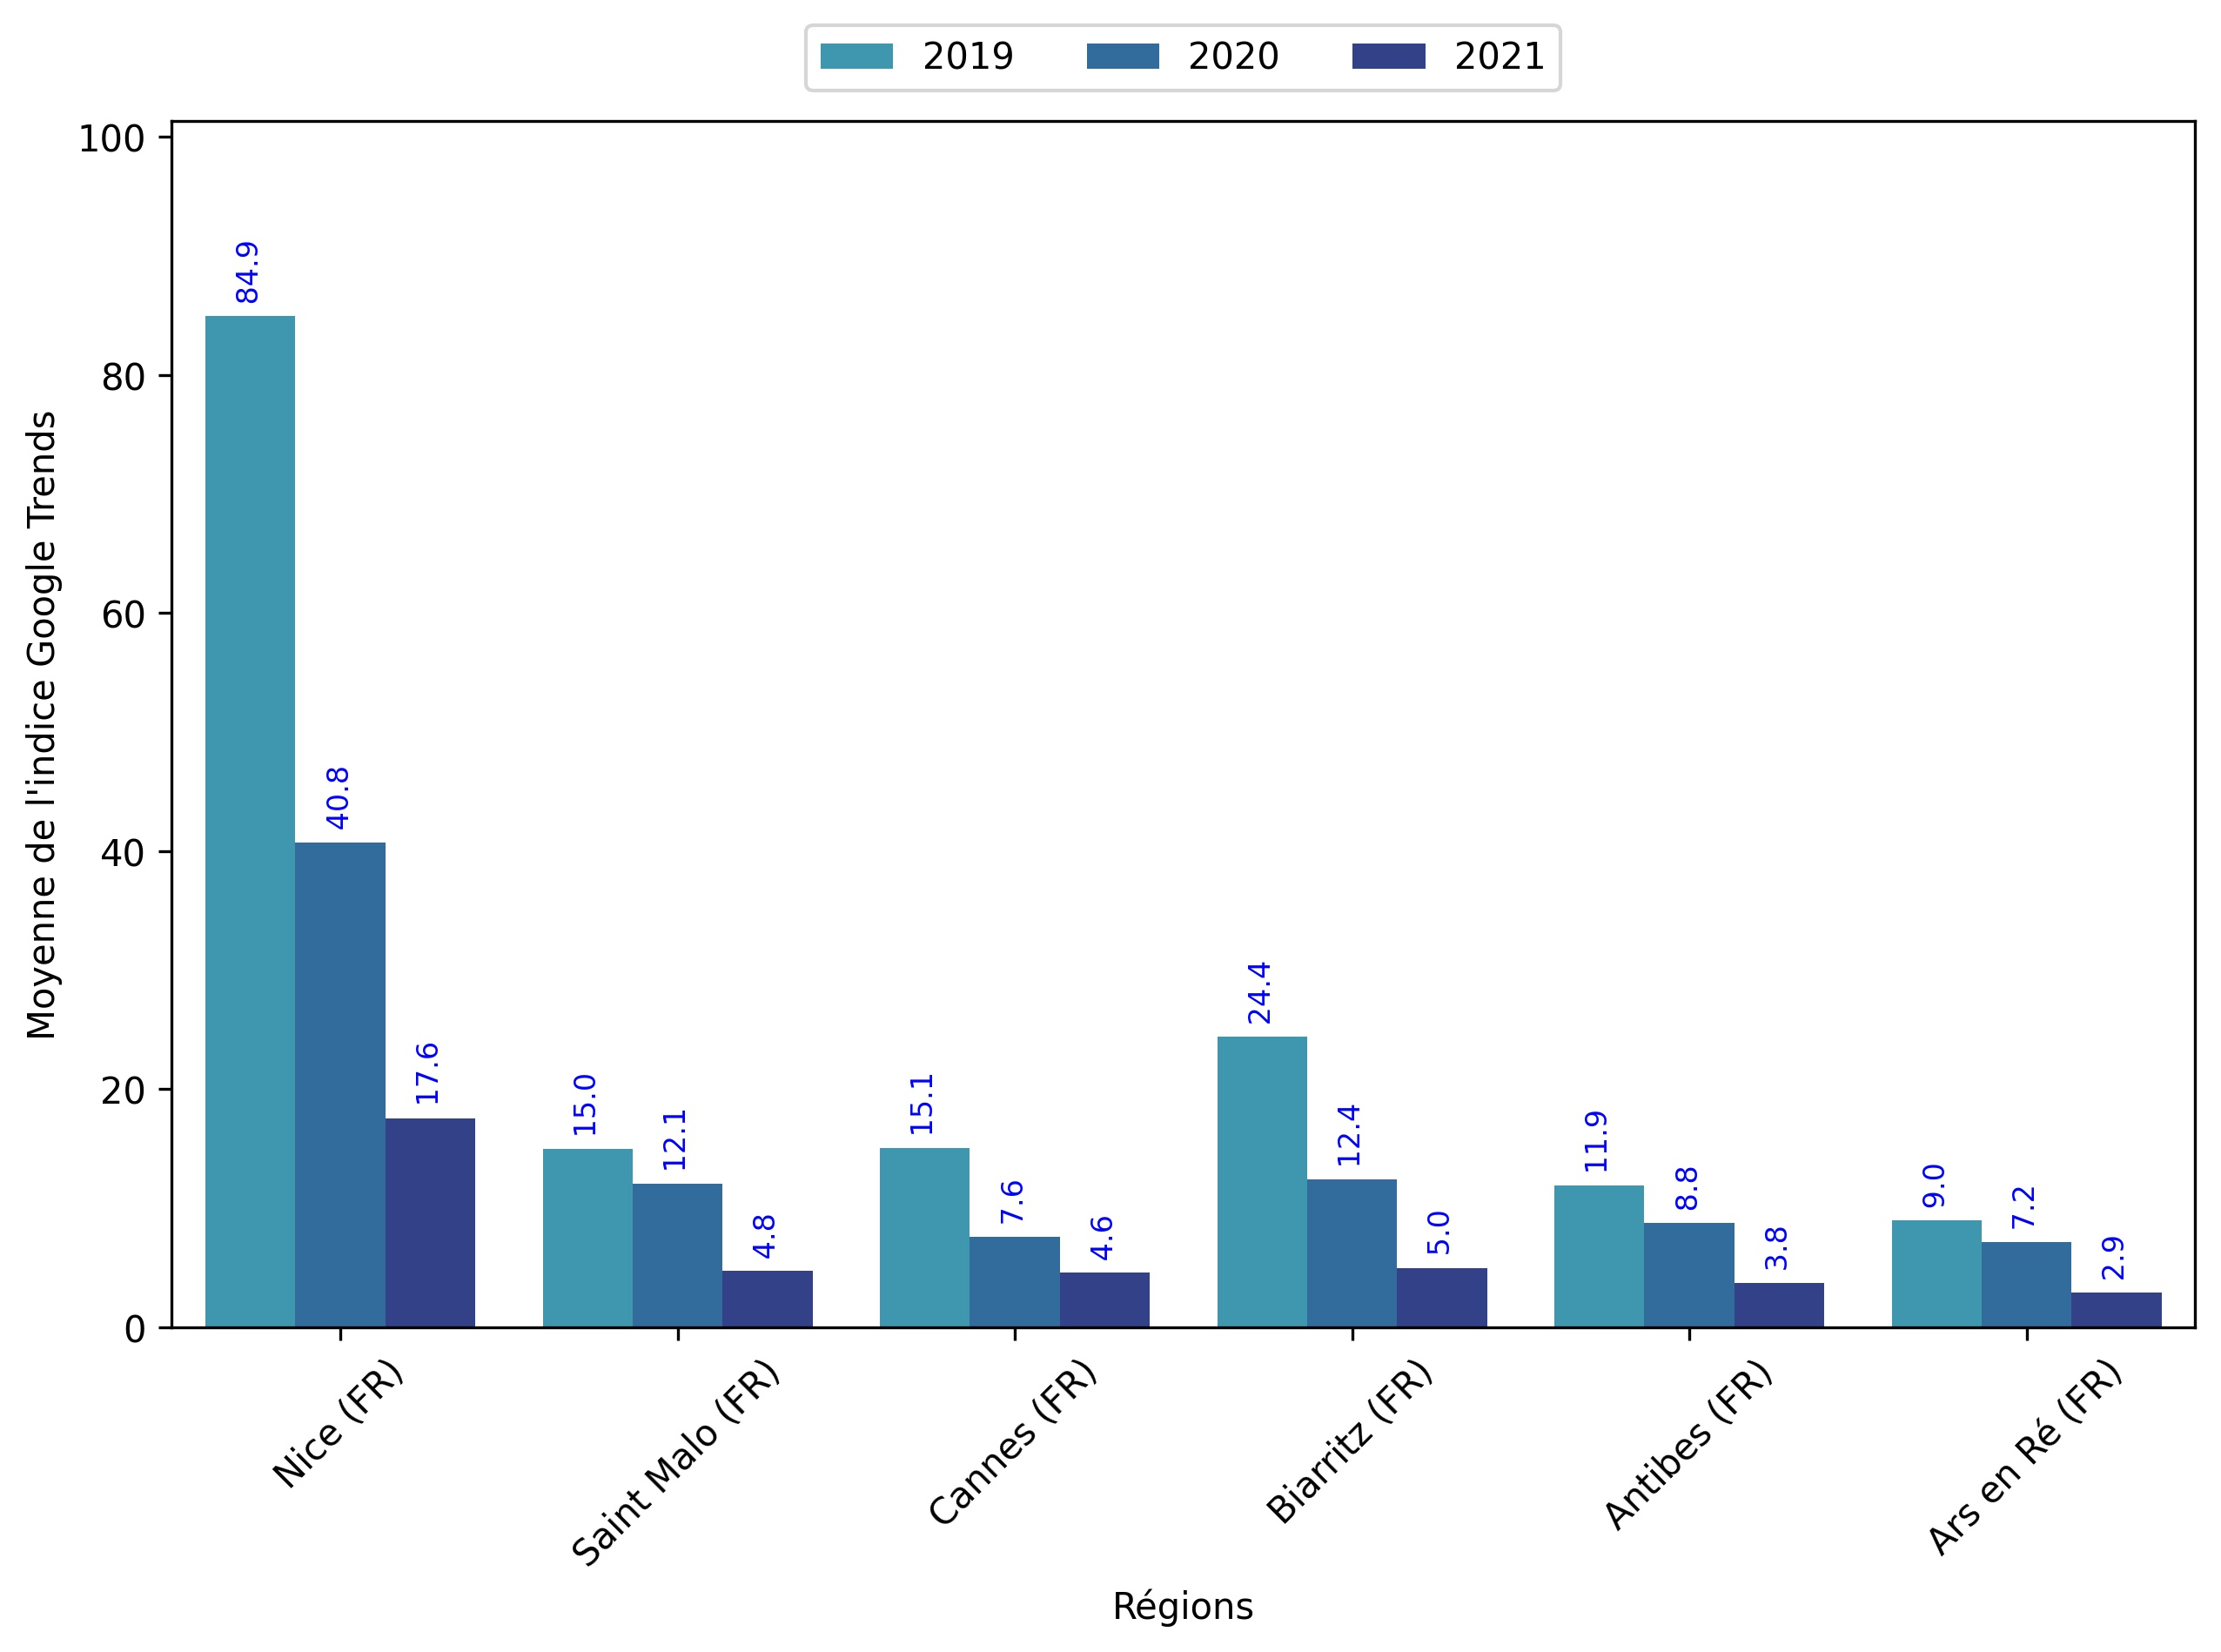 2019 2020 2021
100
80
60
40
20
0
Moyenne de l'indice Google Trends
84.9
40.8
17.6
15.0
12.1
4.8
15.1
7.6
4.6
24.4
12.4
5.0
11.9
8.8
3.8
9.0
7.2
2.9
Nice (FR)
Saint Malo (FR)
Cannes (FR)
Biarritz (FR)
Antibes (FR)
Ars en Ré (FR)
Régions